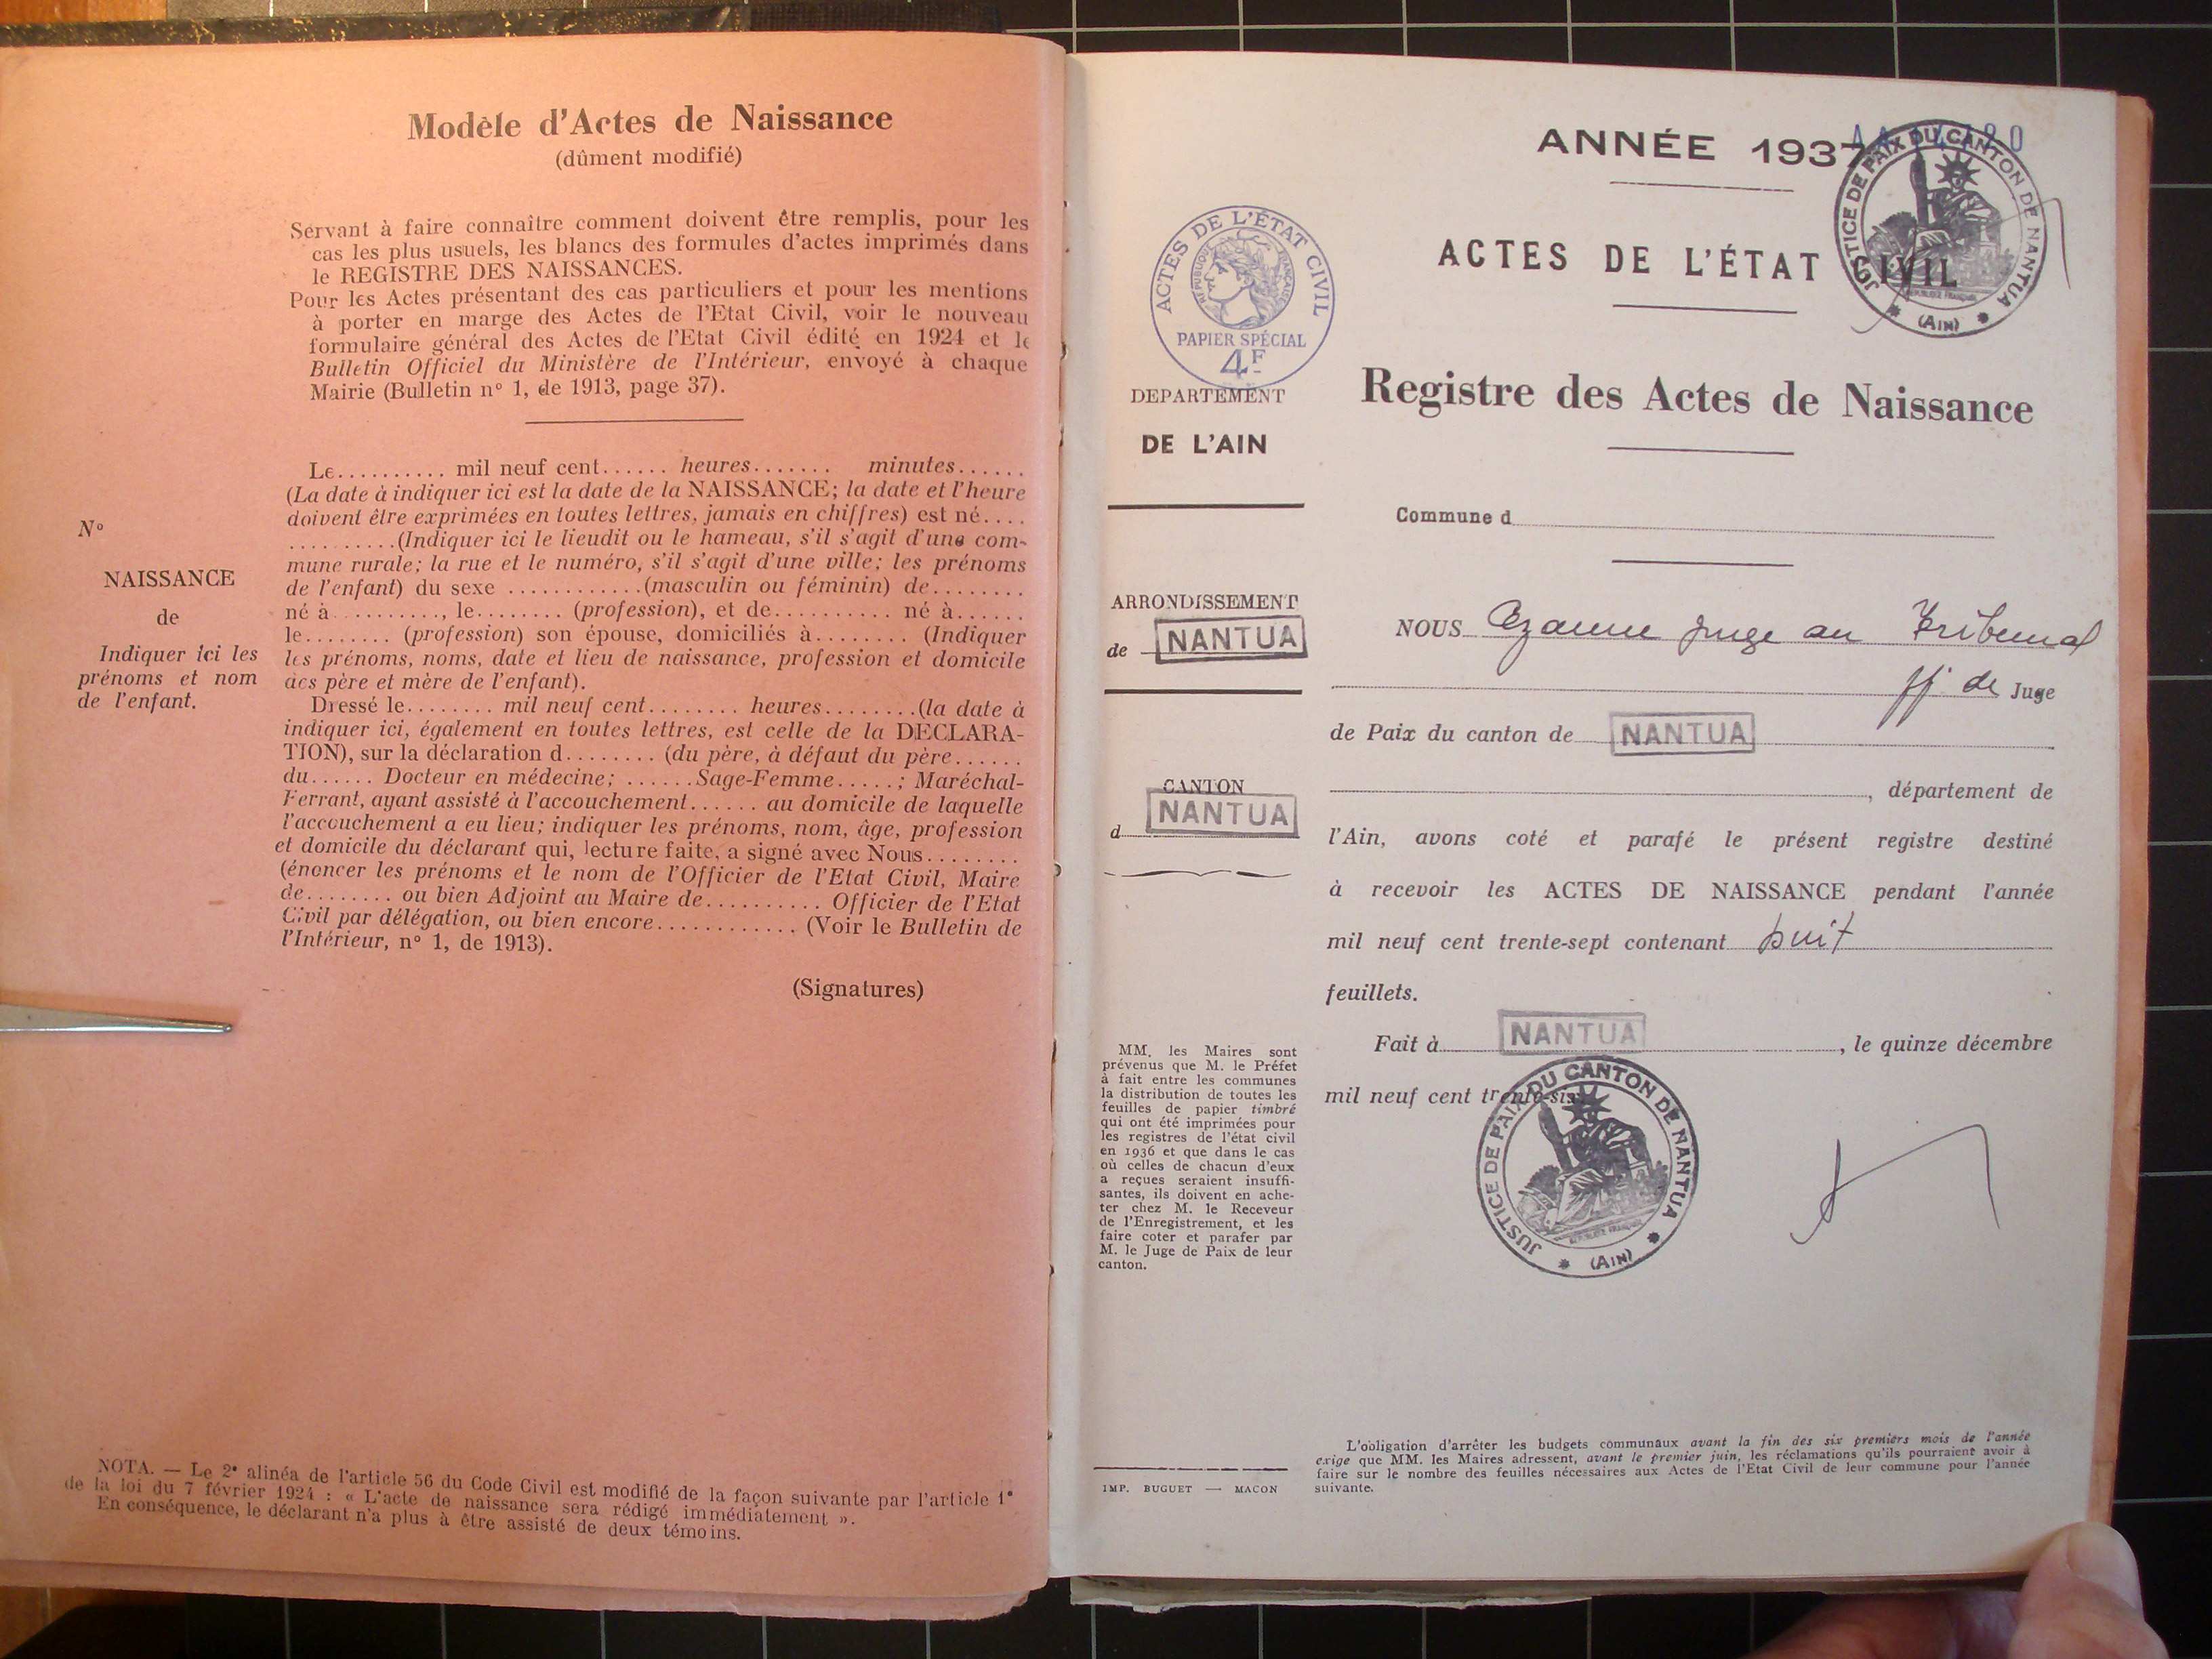 Modèle d'Actes de Naissance
(dûment modifié)
Servant à faire connaître comment doivent être remplis, pour les
cas les plus usuels, les blancs des formules d'actes imprimés dans
le REGISTRE DES NAISSANCES.
Pour les Actes présentant des cas particuliers et pour les mentions
à porter en marge des Actes de l'Etat Civil, voir le nouveau
formulaire général des Actes de l'Etat Civil édité en 1924 et le
Bulletin Officiel du Ministère de l'Intérieur, envoyé à chaque
Mairie (Bulletin nº 1, de 1913, page 37).
Nº
NAISSANCE
de
Indiquer ici les
prénoms et nom
de l'enfant.
Le.......... mil neuf cent...... heures....... minutes......
(La date à indiquer ici est la date de la NAISSANCE; la date et l'heure
doivent être exprimées en toutes lettres, jamais en chiffres) est né....
..........(Indiquer ici le lieudit ou le hameau, s'il s'agit d'une com-
mune rurale; la rue et le numéro, s'il s'agit d'une ville; les prénoms
de l'enfant) du sexe ............(masculin ou féminin) de........
né à.........., le........ (profession), et de.......... né à......
le........ (profession) son épouse, domiciliés à........ (Indiquer
les prénoms, noms, date et lieu de naissance, profession et domicile
des père et mère de l'enfant).
Dressé le........ mil neuf cent........ heures........(la date à
indiquer ici, également en toutes lettres, est celle de la DECLARA-
TION), sur la déclaration d........ (du père, à défaut du père......
du...... Docteur en médecine; ......Sage-Femme.....; Maréchal-
Ferrant, ayant assisté à l'accouchement...... au domicile de laquelle
l'accouchement a eu lieu; indiquer les prénoms, nom, âge, profession
et domicile du déclarant qui, lecture faite, a signé avec Nous........
(énoncer les prénoms et le nom de l'Officier de l'Etat Civil, Maire
de........ ou bien Adjoint au Maire de.......... Officier de l'Etat
Civil par délégation, ou bien encore............ (Voir le Bulletin de
l'Intérieur, nº 1, de 1913).
(Signatures)
NOTA. — Le 2º alinéa de l'article 56 du Code Civil est modifié de la façon suivante par l'article 1º
de la loi du 7 février 1924 : « L'acte de naissance sera rédigé immédiatement ».
En conséquence, le déclarant n'a plus à être assisté de deux témoins.
ANNÉE 1937
JUSTICE DE PAIX DU CANTON DE NANTUA
(AIN)
ACTES DE L'ÉTAT CIVIL
ACTES DE L'ÉTAT CIVIL
RÉPUBLIQUE FRANÇAISE
PAPIER SPÉCIAL
4F
DEPARTEMENT
DE L'AIN
ARRONDISSEMENT
de NANTUA
CANTON
d NANTUA
MM. les Maires sont
prévenus que M. le Préfet
à fait entre les communes
la distribution de toutes les
feuilles de papier timbré
qui ont été imprimées pour
les registres de l'état civil
en 1936 et que dans le cas
où celles de chacun d'eux
a reçues seraient insuffi-
santes, ils doivent en ache-
ter chez M. le Receveur
de l'Enregistrement, et les
faire coter et parafer par
M. le Juge de Paix de leur
canton.
IMP. BUGUET — MACON
Registre des Actes de Naissance
Commune d
NOUS juge au Tribunal
ff de Juge
de Paix du canton de NANTUA
, département de
l'Ain, avons coté et parafé le présent registre destiné
à recevoir les ACTES DE NAISSANCE pendant l'année
mil neuf cent trente-sept contenant huit
feuillets.
Fait à NANTUA, le quinze décembre
mil neuf cent trente-six
JUSTICE DE PAIX DU CANTON DE NANTUA
(AIN)
L'obligation d'arrêter les budgets communaux avant la fin des six premiers mois de l'année
exige que MM. les Maires adressent, avant le premier juin, les réclamations qu'ils pourraient avoir à
faire sur le nombre des feuilles nécessaires aux Actes de l'Etat Civil de leur commune pour l'année
suivante.